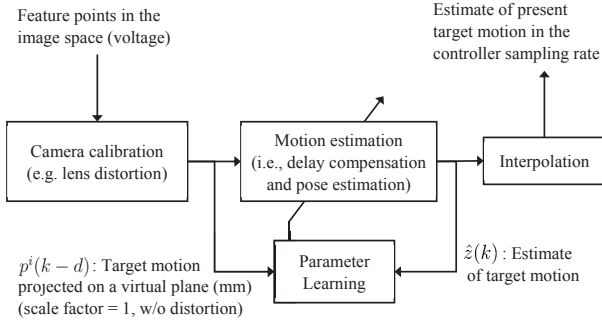 Feature points in the
image space (voltage)
Estimate of present
target motion in the
controller sampling rate
Camera calibration
(e.g. lens distortion)
Motion estimation
(i.e., delay compensation
and pose estimation)
Interpolation
p^i(k − d) : Target motion
projected on a virtual plane (mm)
(scale factor = 1, w/o distortion)
Parameter
Learning
ẑ(k) : Estimate
of target motion